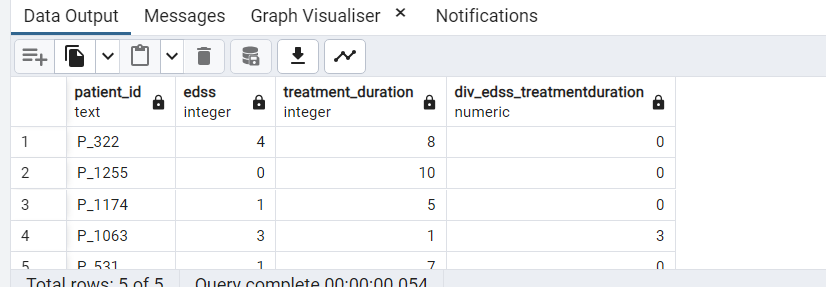 Data Output Messages Graph Visualiser × Notifications
patient_id edss treatment_duration div_edss_treatmentduration
text integer integer numeric
1 P_322 4 8 0
2 P_1255 0 10 0
3 P_1174 1 5 0
4 P_1063 3 1 3
5 P_531 1 7 0
Total rows: 5 of 5 Query complete 00:00:00.054